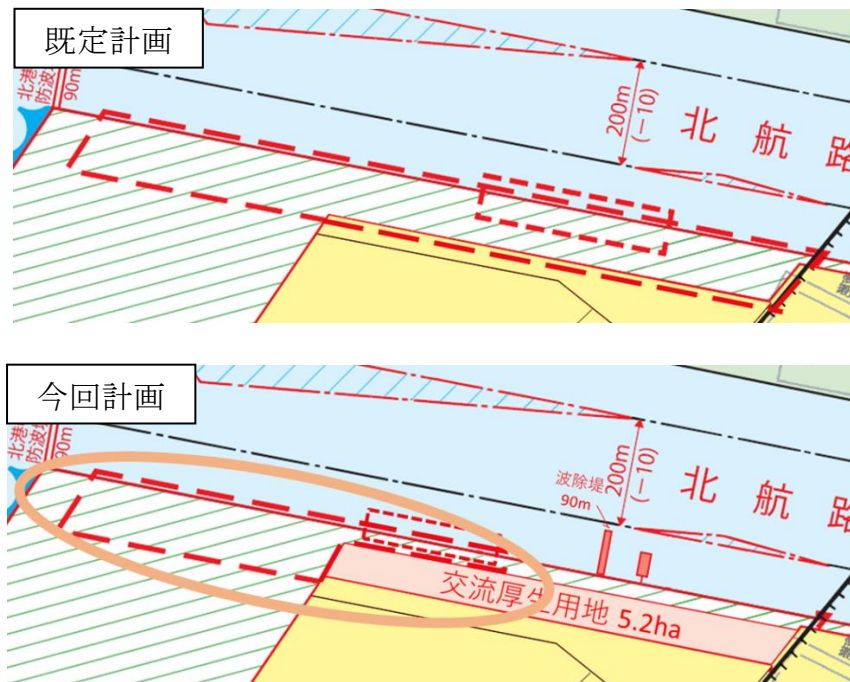 既定計画
北港
防波堤
90m
200m
(－10)
北航路
今回計画
北港
防波堤
90m
波除堤
90m
200m
(－10)
北航路
交流厚生用地 5.2ha